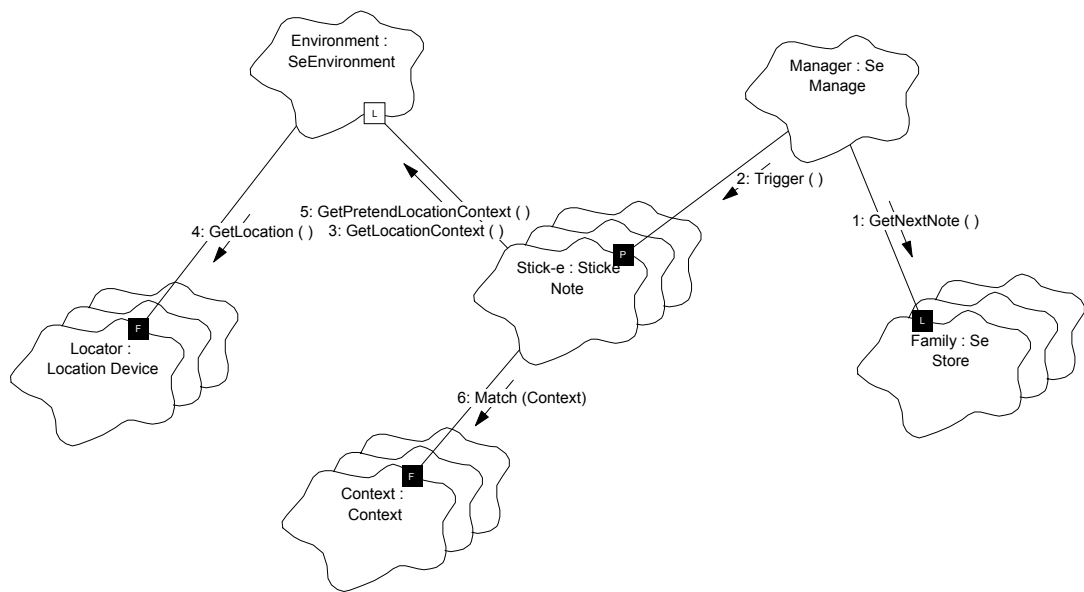 Environment :
SeEnvironment
L
Manager : Se
Manage
2: Trigger ( )
5: GetPretendLocationContext ( )
3: GetLocationContext ( )
4: GetLocation ( )
1: GetNextNote ( )
P
Stick-e : Sticke
Note
F
Locator :
Location Device
L
Family : Se
Store
6: Match (Context)
F
Context :
Context